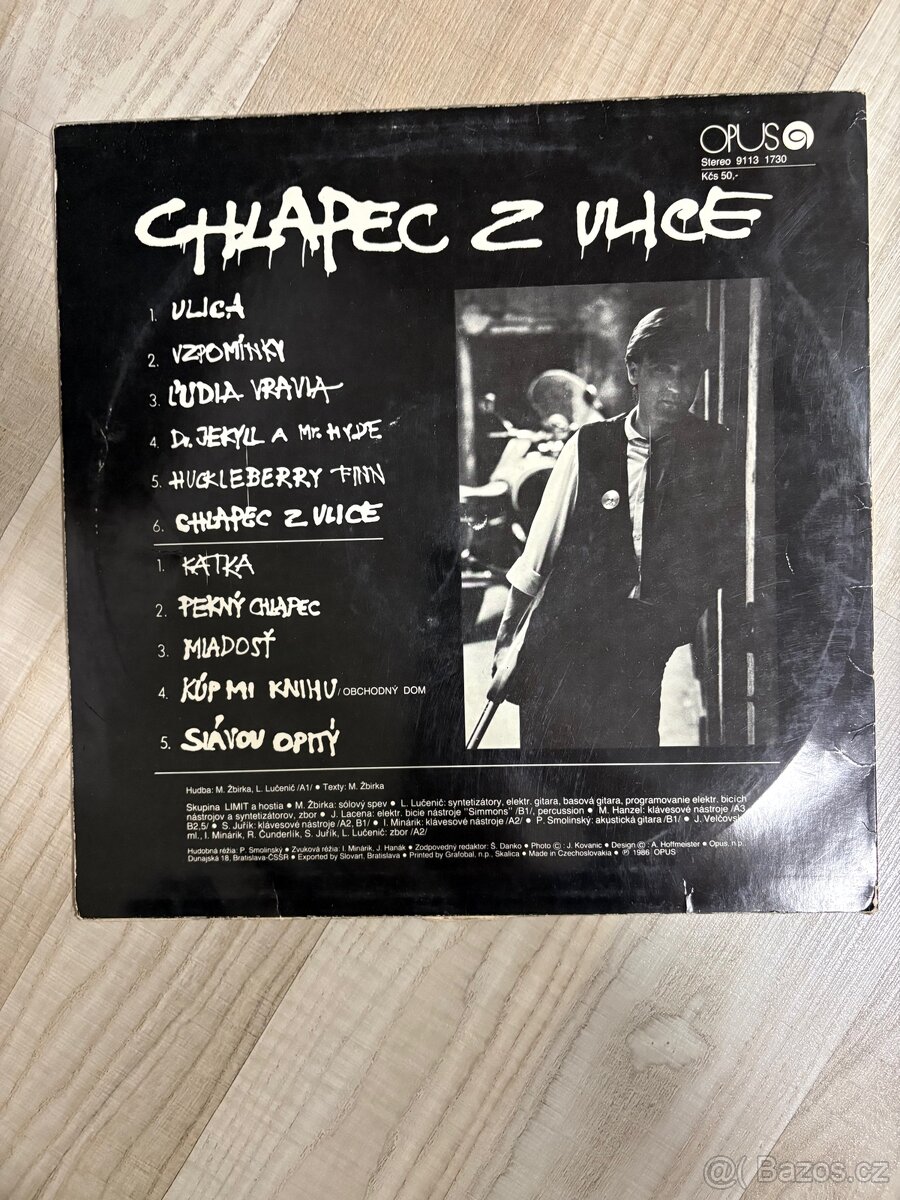 OPUS
Stereo 9113 1730
Kčs 50,-
CHLAPEC Z ULICE
1. ULICA
2. VZPOMÍNKY
3. ĽUDIA VRAVIA
4. Dr. JEKYLL A Mr. HYDE
5. HUCKLEBERRY FINN
6. CHLAPEC Z ULICE
1. KATKA
2. PEKNÝ CHLAPEC
3. MLADOSŤ
4. KÚP MI KNIHU /OBCHODNÝ DOM
5. SLÁVOU OPITÝ
Hudba: M. Žbirka, L. Lučenič /A1/ ● Texty: M. Žbirka
Skupina LIMIT a hostia ● M. Žbirka: sólový spev ● L. Lučenič: syntetizátory, elektr. gitara, basová gitara, programovanie elektr. bicích
nástrojov a syntetizátorov, zbor ● J. Lacena: elektr. bicie nástroje "Simmons" /B1/, percussion ● M. Hanzel: klávesové nástroje /A3,
B2,5/ ● S. Juřík: klávesové nástroje /A2, B1/ ● I. Minárik: klávesové nástroje /A2/ ● P. Smolinský: akustická gitara /B1/ ● J. Velčovský
ml., I. Minárik, R. Čunderlík, S. Juřík, L. Lučenič: zbor /A2/
Hudobná réžia: P. Smolinský ● Zvuková réžia: I. Minárik, J. Hanák ● Zodpovedný redaktor: Š. Danko ● Photo ©: J. Kovanic ● Design ©: A. Hoffmeister ● Opus, n.p.,
Dunajská 18, Bratislava-ČSSR ● Exported by Slovart, Bratislava ● Printed by Grafobal, n.p., Skalica ● Made in Czechoslovakia ● ℗ 1986 OPUS
Bazos.cz